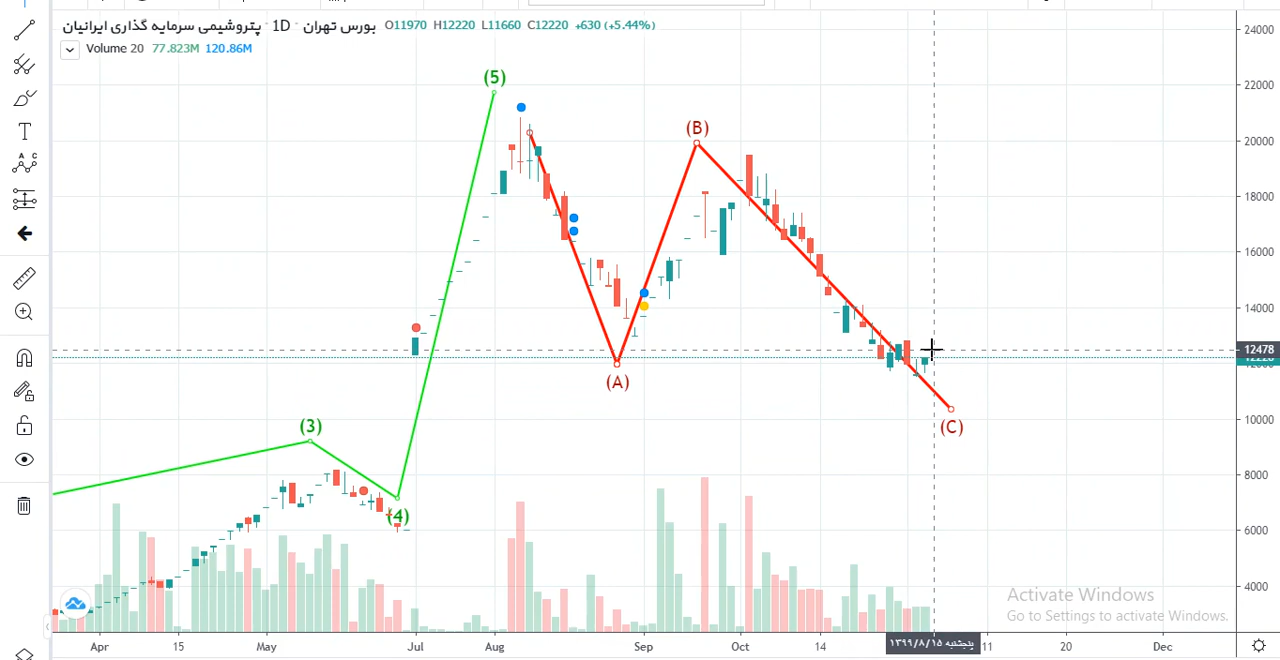 پتروشیمی سرمایه گذاری ایرانیان · 1D · بورس تهران O11970 H12220 L11660 C12220 +630 (+5.44%)
Volume 20 77.823M 120.86M
24000
22000
20000
18000
16000
14000
12478
10000
8000
6000
4000
(5)
(B)
(A)
(3)
(C)
(4)
T
A C
Activate Windows
Go to Settings to activate Windows.
Apr 15 May Jul Aug Sep Oct 14 پنجشنبه ۱۳۹۹/۸/۱۵ 11 20 Dec